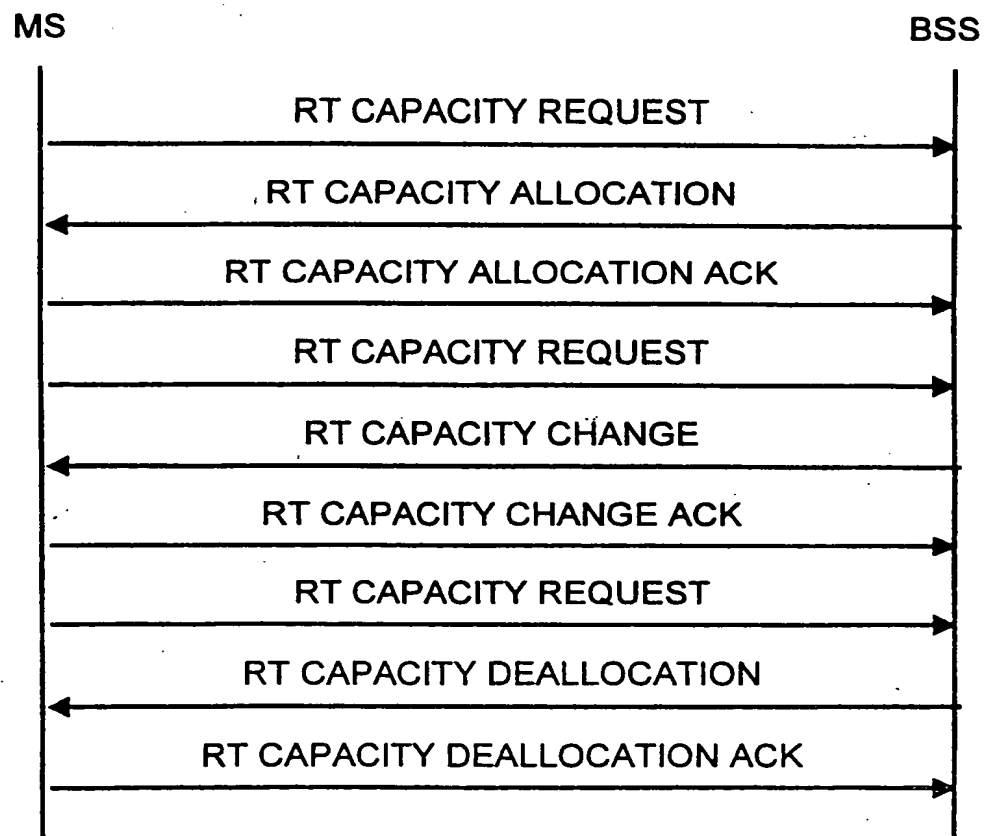 MS
BSS
RT CAPACITY REQUEST
RT CAPACITY ALLOCATION
RT CAPACITY ALLOCATION ACK
RT CAPACITY REQUEST
RT CAPACITY CHANGE
RT CAPACITY CHANGE ACK
RT CAPACITY REQUEST
RT CAPACITY DEALLOCATION
RT CAPACITY DEALLOCATION ACK